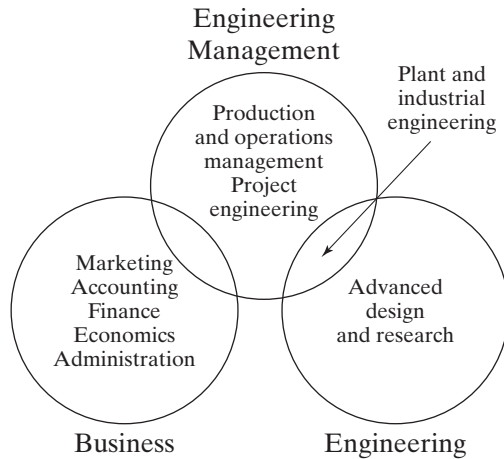 Engineering
Management
Plant and
industrial
engineering
Production
and operations
management
Project
engineering
Marketing
Accounting
Finance
Economics
Administration
Advanced
design
and research
Business
Engineering